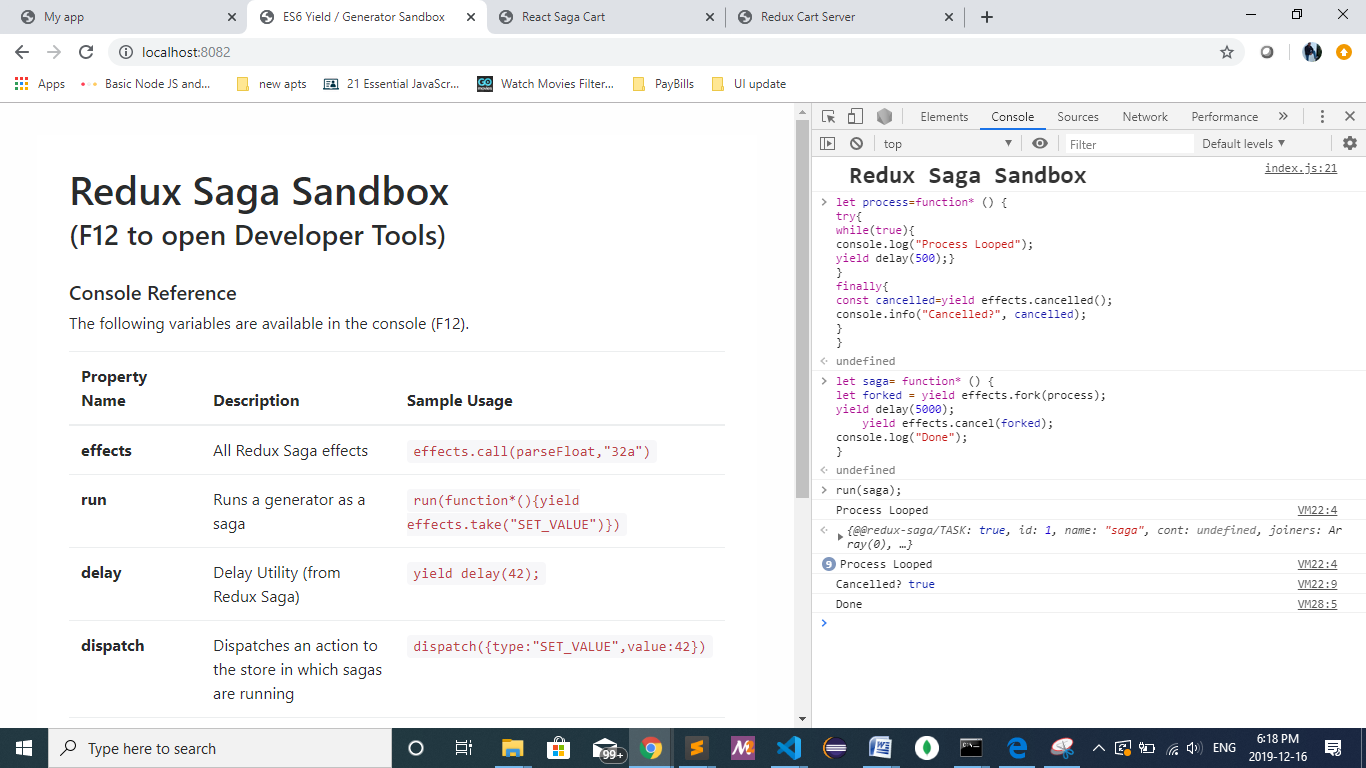 My app
ES6 Yield / Generator Sandbox
React Saga Cart
Redux Cart Server
localhost:8082
Apps
Basic Node JS and...
new apts
21 Essential JavaScr...
GO
Watch Movies Filter...
PayBills
UI update
Redux Saga Sandbox
(F12 to open Developer Tools)
Console Reference
The following variables are available in the console (F12).
Property
Name
Description
Sample Usage
effects
All Redux Saga effects
effects.call(parseFloat,"32a")
run
Runs a generator as a
saga
run(function*(){yield
effects.take("SET_VALUE")})
delay
Delay Utility (from
Redux Saga)
yield delay(42);
dispatch
Dispatches an action to
the store in which sagas
are running
dispatch({type:"SET_VALUE",value:42})
Elements
Console
Sources
Network
Performance
top
Filter
Default levels
Redux Saga Sandbox
index.js:21
let process=function* () {
try{
while(true){
console.log("Process Looped");
yield delay(500);}
}
finally{
const cancelled=yield effects.cancelled();
console.info("Cancelled?", cancelled);
}
}
undefined
let saga= function* () {
let forked = yield effects.fork(process);
yield delay(5000);
yield effects.cancel(forked);
console.log("Done");
}
undefined
run(saga);
Process Looped
VM22:4
{@@redux-saga/TASK: true, id: 1, name: "saga", cont: undefined, joiners: Ar
ray(0), …}
9 Process Looped
VM22:4
Cancelled? true
VM22:9
Done
VM28:5
Type here to search
99+
ENG
6:18 PM
2019-12-16